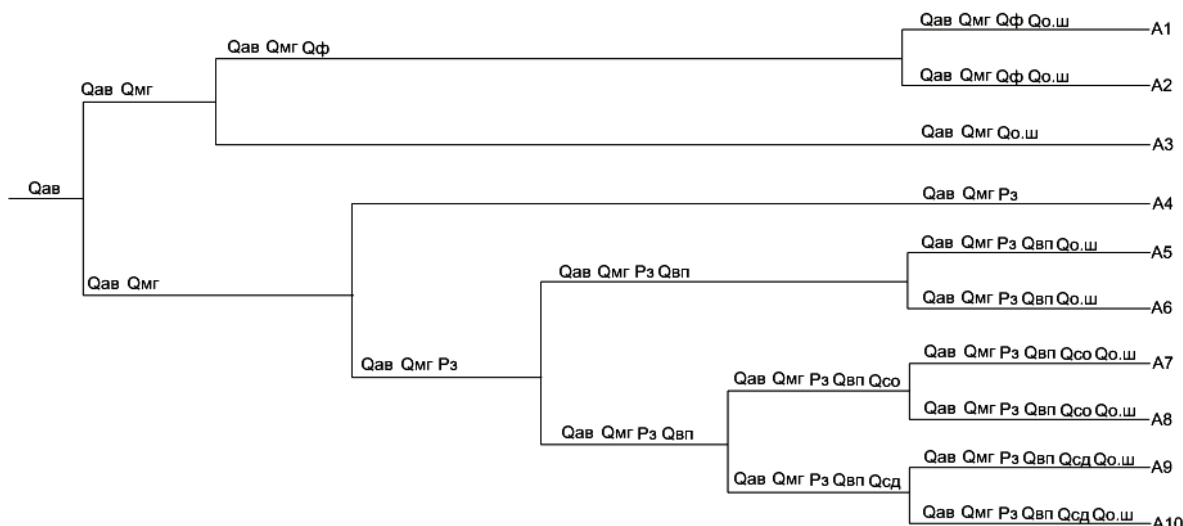 Qав Qмг Qф Qо.ш A1
Qав Qмг Qф
Qав Qмг Qф Qо.ш A2
Qав Qмг
Qав Qмг Qо.ш A3
Qав
Qав Qмг Pз A4
Qав Qмг Pз Qвп Qо.ш A5
Qав Qмг
Qав Qмг Pз Qвп
Qав Qмг Pз Qвп Qо.ш A6
Qав Qмг Pз
Qав Qмг Pз Qвп Qсо Qо.ш A7
Qав Qмг Pз Qвп Qсо
Qав Qмг Pз Qвп Qсо Qо.ш A8
Qав Qмг Pз Qвп
Qав Qмг Pз Qвп Qсд Qо.ш A9
Qав Qмг Pз Qвп Qсд
Qав Qмг Pз Qвп Qсд Qо.ш A10